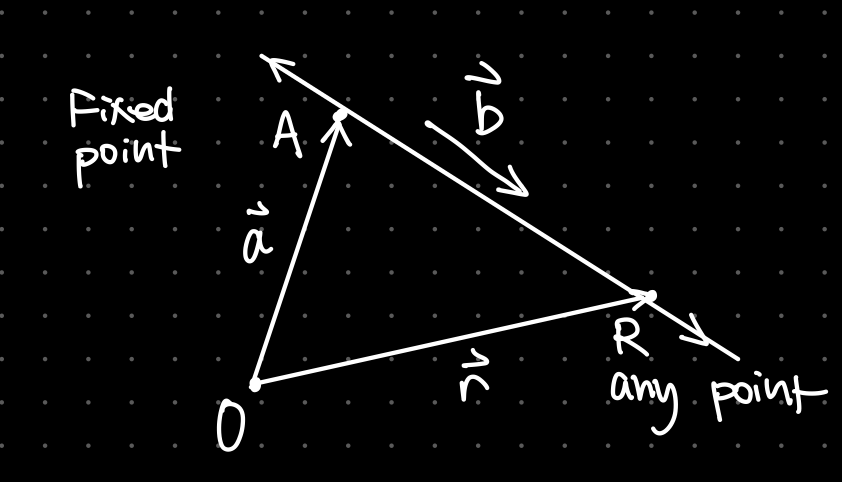 Fixed
point
A
b⃗
a⃗
O
r⃗
R
any point